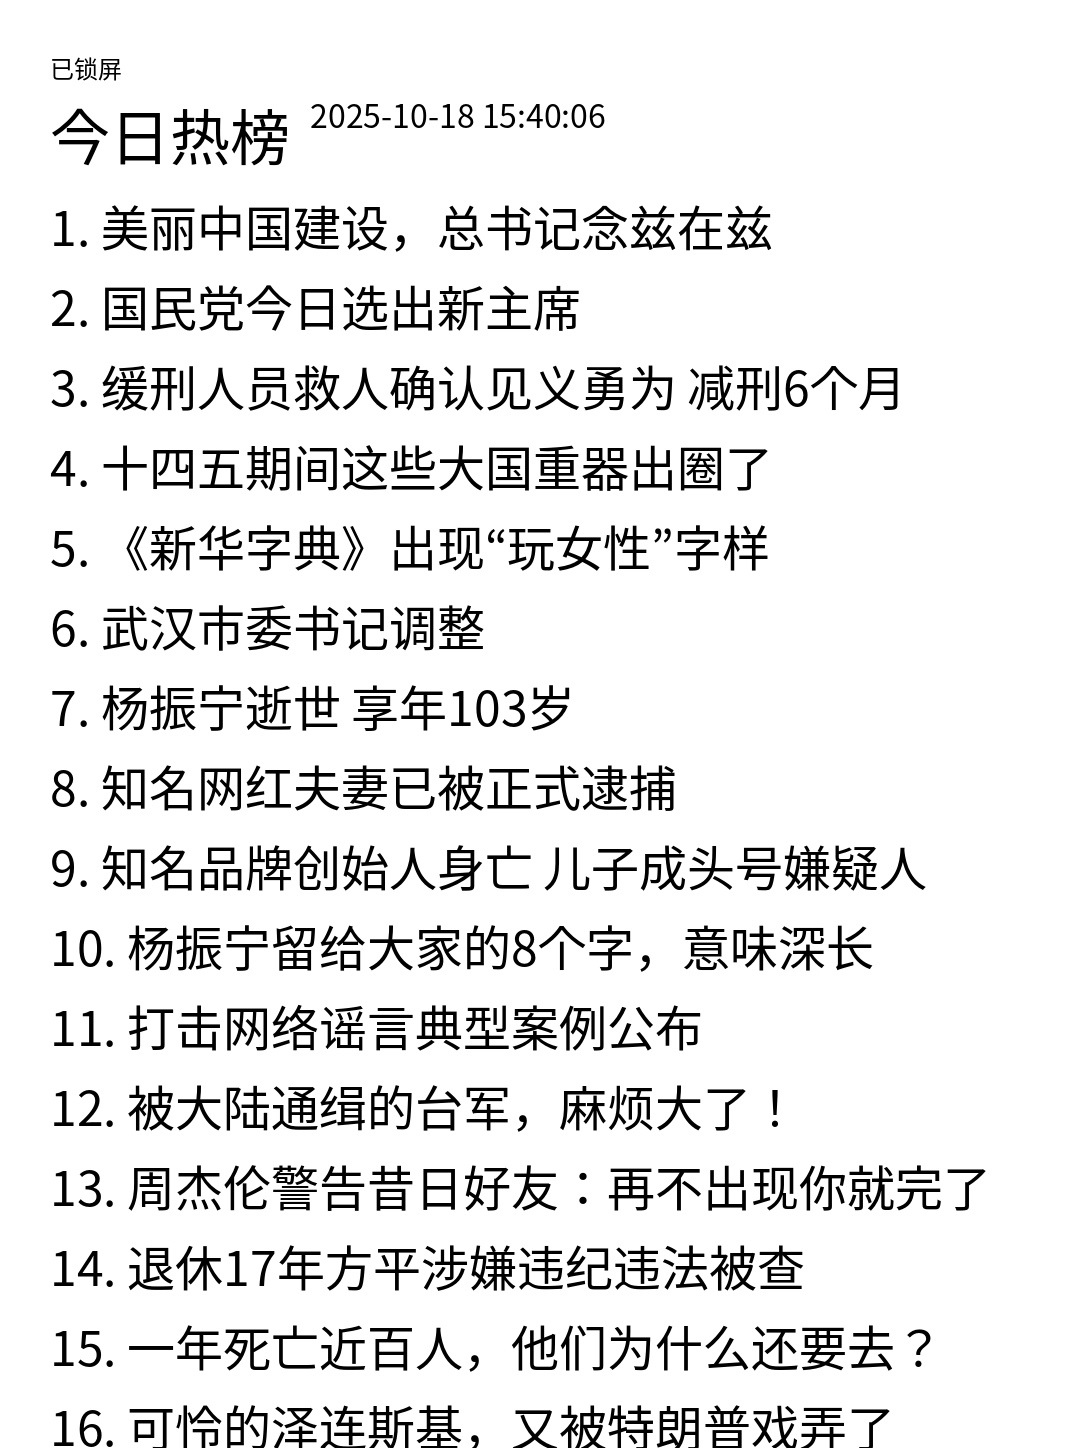 已锁屏
今日热榜 2025-10-18 15:40:06
1. 美丽中国建设，总书记念兹在兹
2. 国民党今日选出新主席
3. 缓刑人员救人确认见义勇为 减刑6个月
4. 十四五期间这些大国重器出圈了
5. 《新华字典》出现“玩女性”字样
6. 武汉市委书记调整
7. 杨振宁逝世 享年103岁
8. 知名网红夫妻已被正式逮捕
9. 知名品牌创始人身亡 儿子成头号嫌疑人
10. 杨振宁留给大家的8个字，意味深长
11. 打击网络谣言典型案例公布
12. 被大陆通缉的台军，麻烦大了！
13. 周杰伦警告昔日好友：再不出现你就完了
14. 退休17年方平涉嫌违纪违法被查
15. 一年死亡近百人，他们为什么还要去？
16. 可怜的泽连斯基，又被特朗普戏弄了